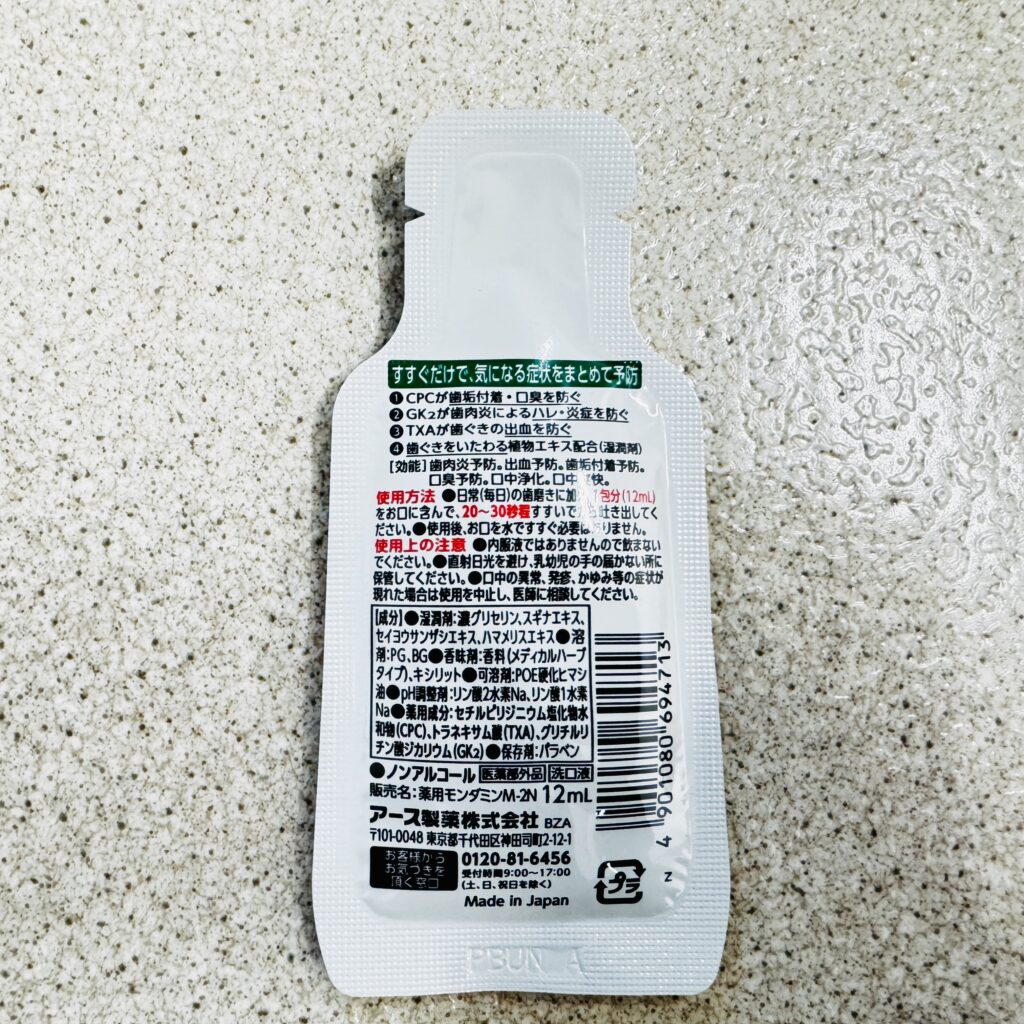 すすぐだけで、気になる症状をまとめて予防
❶CPCが歯垢付着・口臭を防ぐ
❷GK2が歯肉炎によるハレ・炎症を防ぐ
❸TXAが歯ぐきの出血を防ぐ
❹歯ぐきをいたわる植物エキス配合(湿潤剤)
[効能]歯肉炎予防。出血予防。歯垢付着予防。
口臭予防。口中浄化。口中爽快。
使用方法 ●日常(毎日)の歯磨きに加え、1包分(12mL)
をお口に含んで、20〜30秒程すすいでから吐き出してく
ださい。●使用後、お口を水ですすぐ必要はありません。
使用上の注意 ●内服液ではありませんので飲まない
でください。●直射日光を避け、乳幼児の手の届かない所に
保管してください。●口中の異常、発疹、かゆみ等の症状が
現れた場合は使用を中止し、医師に相談してください。
[成分]●湿潤剤:濃グリセリン、スギナエキス、
セイヨウサンザシエキス、ハマメリスエキス●溶
剤:PG、BG●香味剤:香料(メディカルハーブ
タイプ)、キシリット●可溶剤:POE硬化ヒマシ
油●pH調整剤:リン酸2水素Na、リン酸1水素
Na●薬用成分:セチルピリジニウム塩化物水
和物(CPC)、トラネキサム酸(TXA)、グリチルリ
チン酸ジカリウム(GK2)●保存剤:パラベン
●ノンアルコール 医薬部外品 洗口液
販売名:薬用モンダミンM-2N 12mL
アース製薬株式会社 BZA
〒101-0048 東京都千代田区神田司町2-12-1
お客様から
お気づきを
頂く窓口
0120-81-6456
受付時間9:00〜17:00
(土、日、祝日を除く)
Made in Japan
4 901080 694713
プラ
z